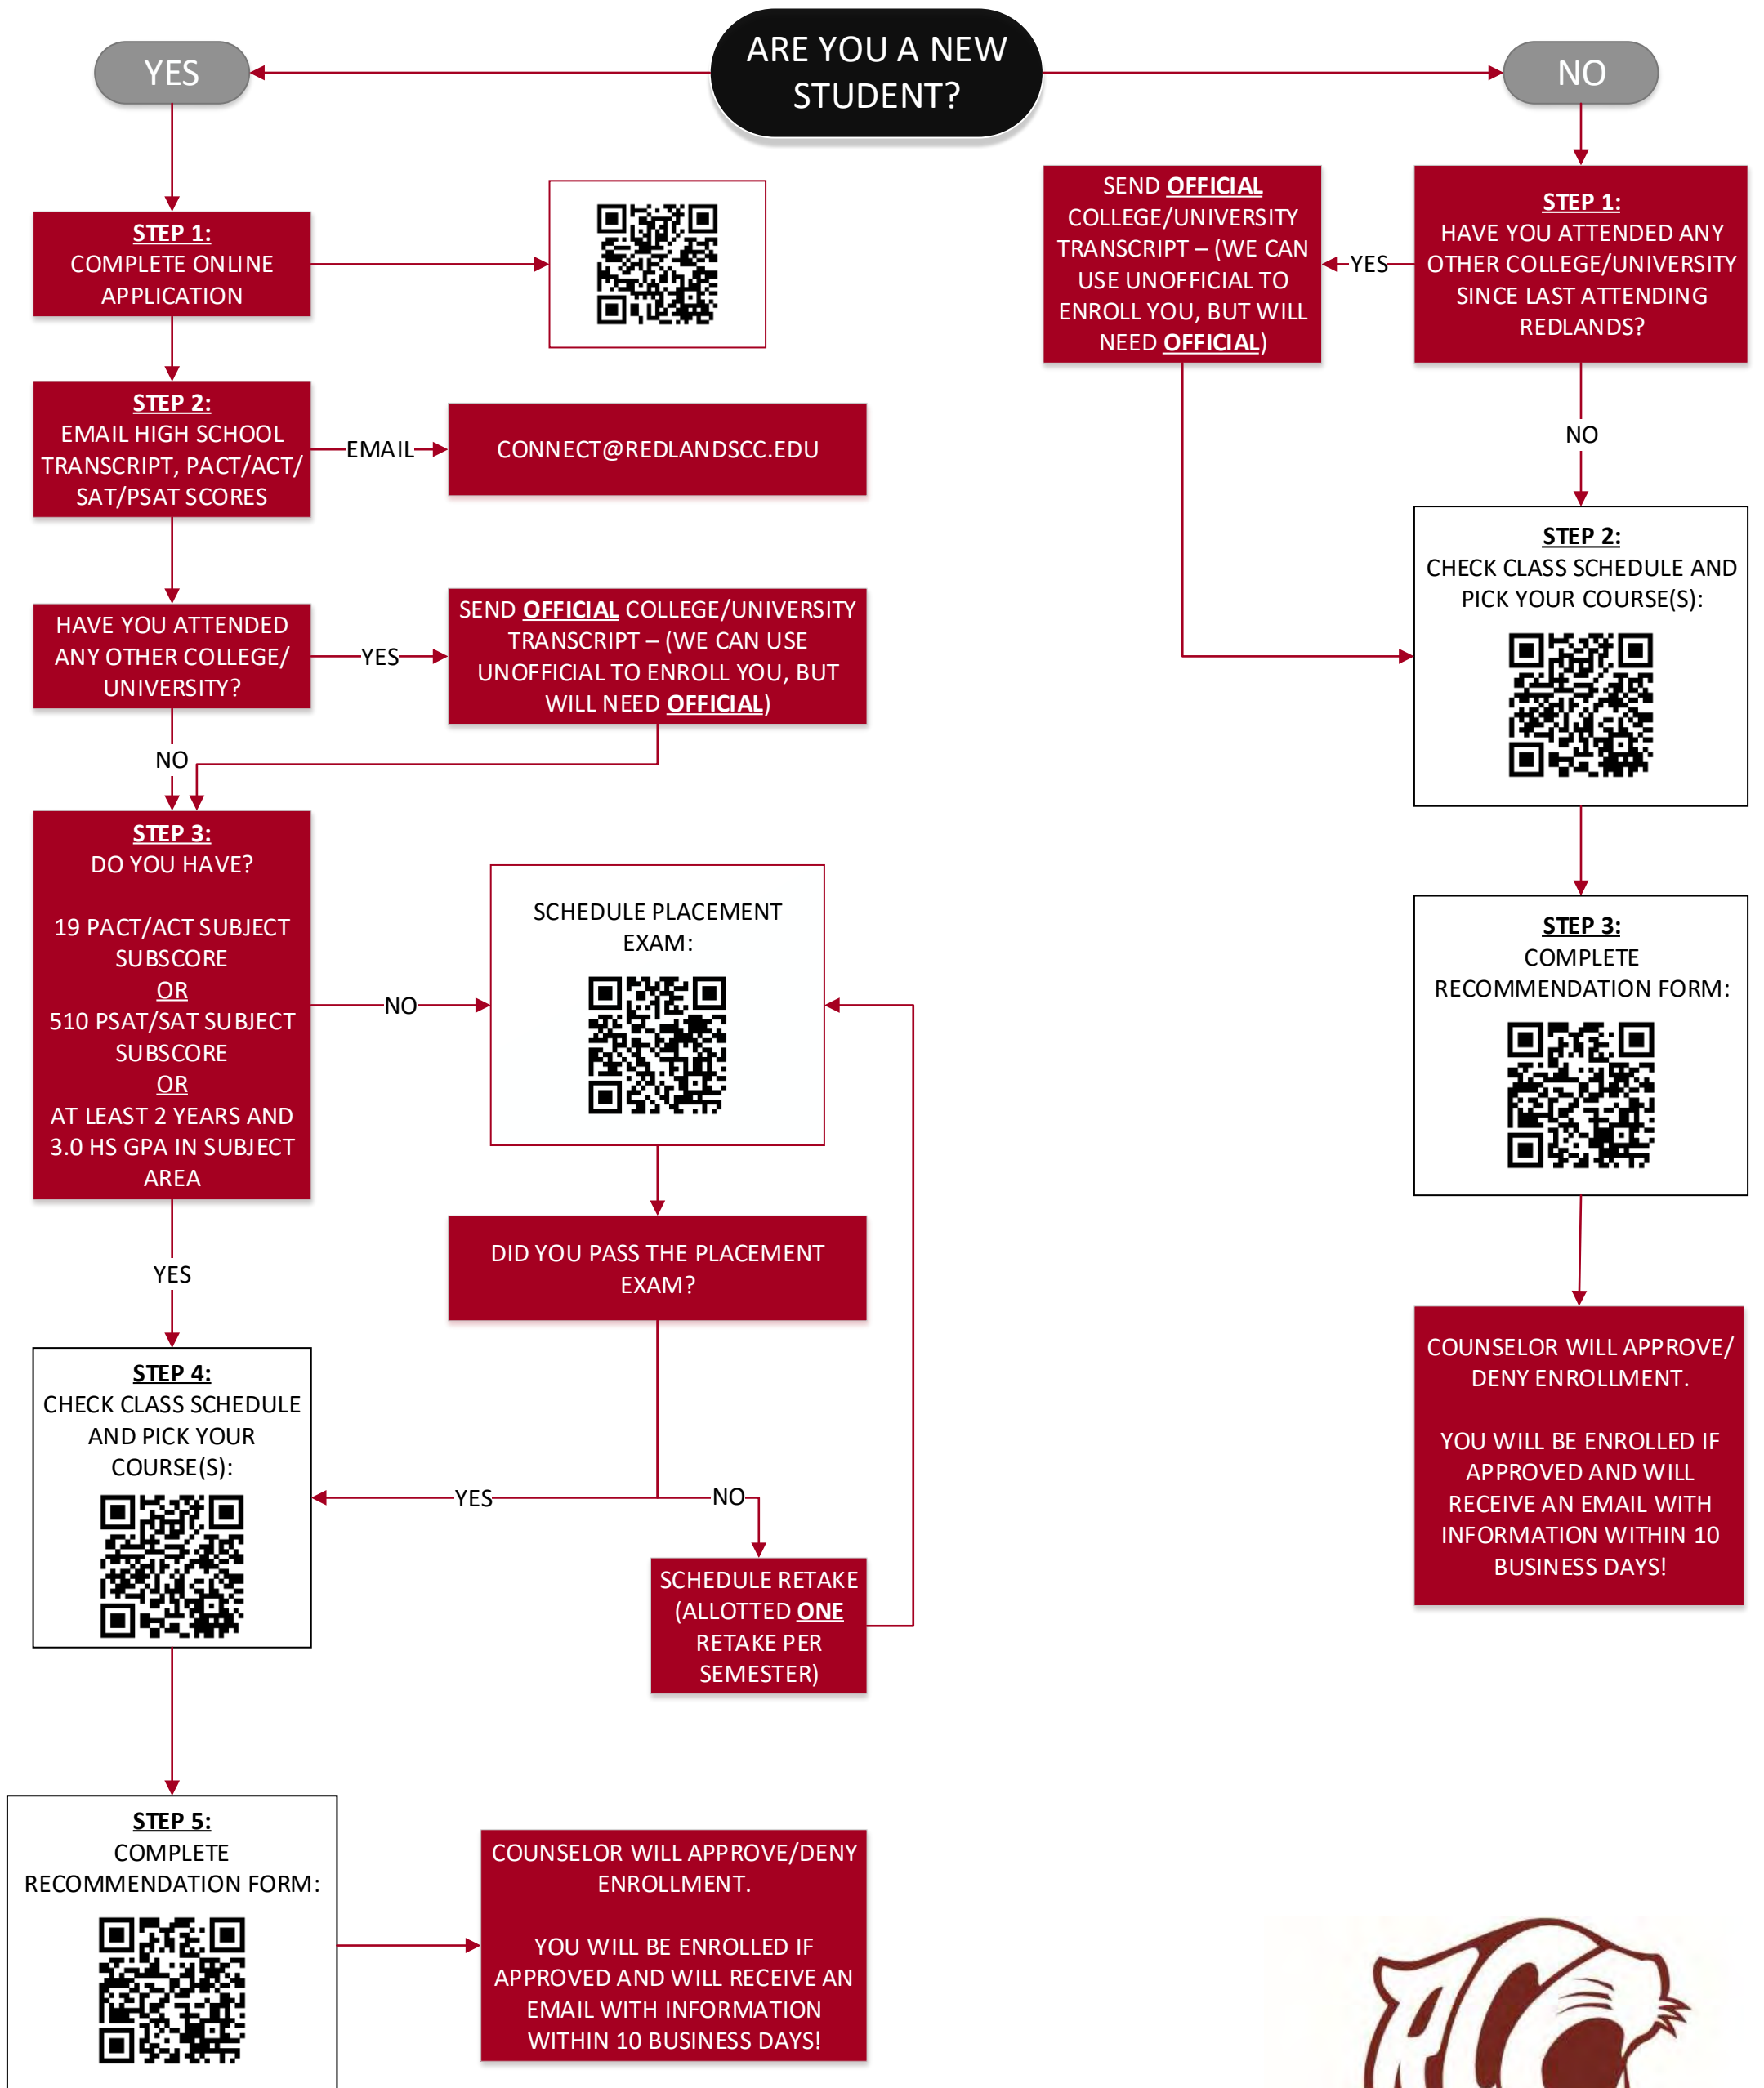 ARE YOU A NEW
STUDENT?
YES
STEP 1:
COMPLETE ONLINE
APPLICATION
STEP 2:
EMAIL HIGH SCHOOL
TRANSCRIPT, PACT/ACT/
SAT/PSAT SCORES
EMAIL
CONNECT@REDLANDSCC.EDU
HAVE YOU ATTENDED
ANY OTHER COLLEGE/
UNIVERSITY?
YES
SEND OFFICIAL COLLEGE/UNIVERSITY
TRANSCRIPT – (WE CAN USE
UNOFFICIAL TO ENROLL YOU, BUT
WILL NEED OFFICIAL)
NO
STEP 3:
DO YOU HAVE?
19 PACT/ACT SUBJECT
SUBSCORE
OR
510 PSAT/SAT SUBJECT
SUBSCORE
OR
AT LEAST 2 YEARS AND
3.0 HS GPA IN SUBJECT
AREA
NO
SCHEDULE PLACEMENT
EXAM:
DID YOU PASS THE PLACEMENT
EXAM?
YES
NO
SCHEDULE RETAKE
(ALLOTTED ONE
RETAKE PER
SEMESTER)
YES
STEP 4:
CHECK CLASS SCHEDULE
AND PICK YOUR
COURSE(S):
STEP 5:
COMPLETE
RECOMMENDATION FORM:
COUNSELOR WILL APPROVE/DENY
ENROLLMENT.
YOU WILL BE ENROLLED IF
APPROVED AND WILL RECEIVE AN
EMAIL WITH INFORMATION
WITHIN 10 BUSINESS DAYS!
NO
STEP 1:
HAVE YOU ATTENDED ANY
OTHER COLLEGE/UNIVERSITY
SINCE LAST ATTENDING
REDLANDS?
YES
SEND OFFICIAL
COLLEGE/UNIVERSITY
TRANSCRIPT – (WE CAN
USE UNOFFICIAL TO
ENROLL YOU, BUT WILL
NEED OFFICIAL)
NO
STEP 2:
CHECK CLASS SCHEDULE AND
PICK YOUR COURSE(S):
STEP 3:
COMPLETE
RECOMMENDATION FORM:
COUNSELOR WILL APPROVE/
DENY ENROLLMENT.
YOU WILL BE ENROLLED IF
APPROVED AND WILL
RECEIVE AN EMAIL WITH
INFORMATION WITHIN 10
BUSINESS DAYS!